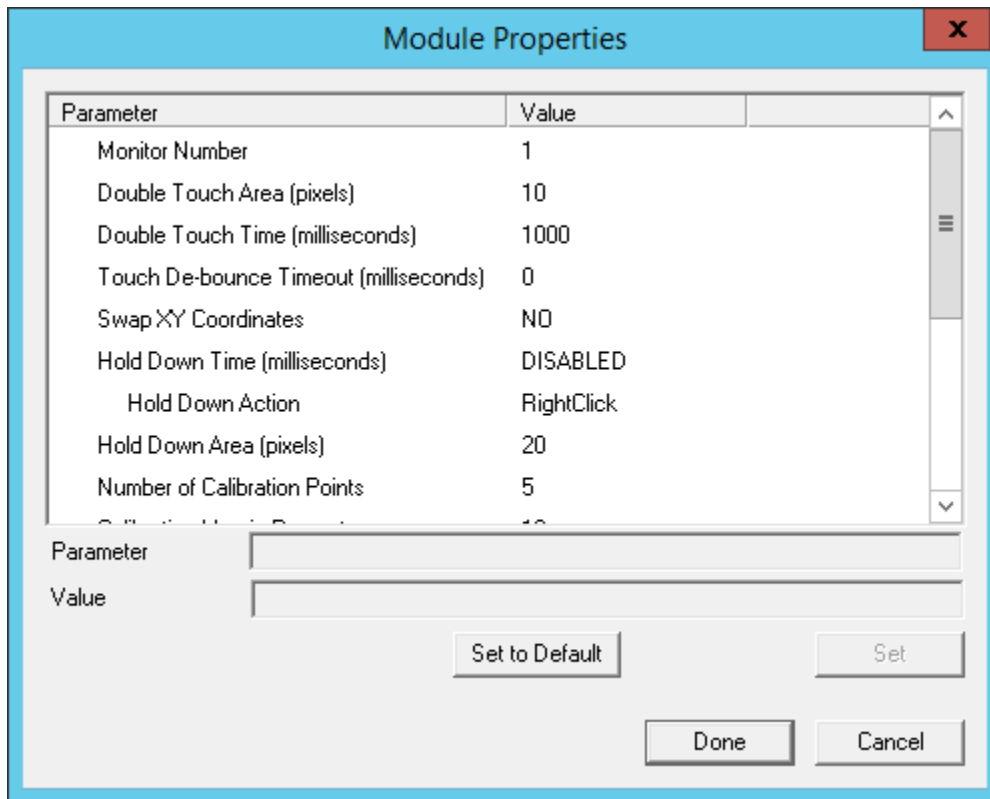 Module Properties
x
Parameter Value
Monitor Number 1
Double Touch Area (pixels) 10
Double Touch Time (milliseconds) 1000
Touch De-bounce Timeout (milliseconds) 0
Swap XY Coordinates NO
Hold Down Time (milliseconds) DISABLED
Hold Down Action RightClick
Hold Down Area (pixels) 20
Number of Calibration Points 5
Parameter
Value
Set to Default Set
Done Cancel